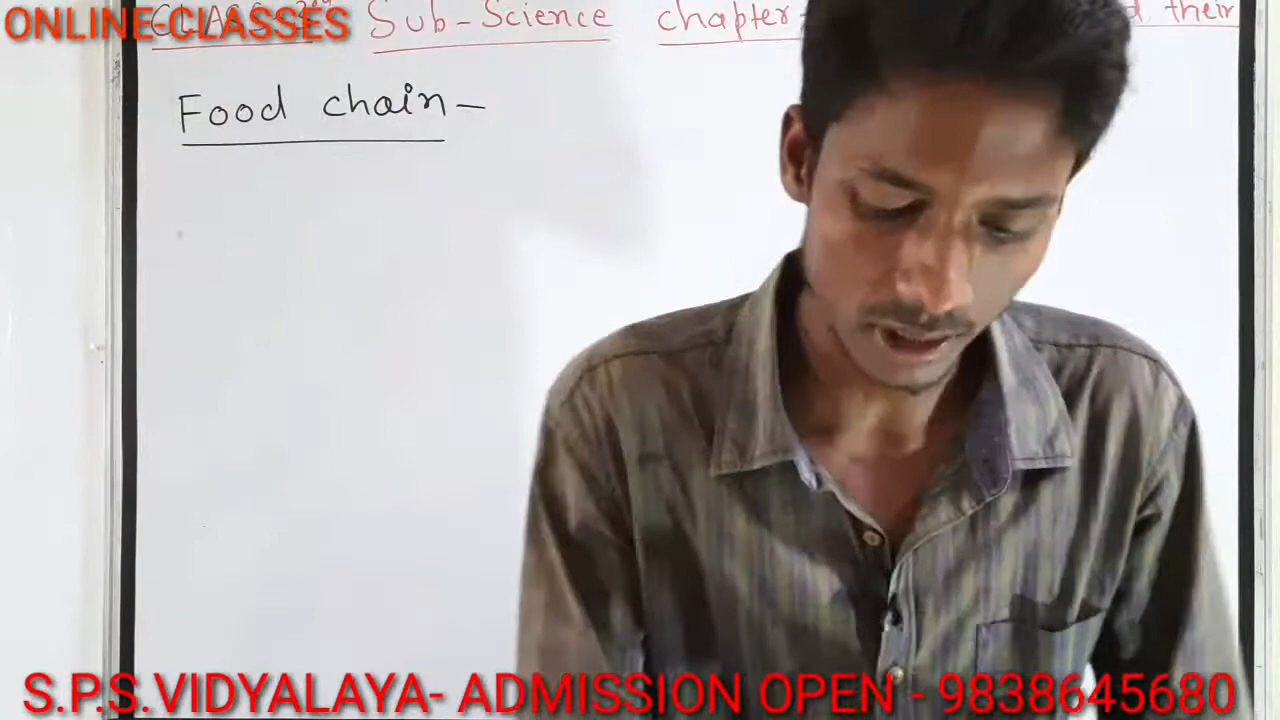 ONLINE-CLASSES
Sub-Science chapter- their
Food chain-
S.P.S.VIDYALAYA- ADMISSION OPEN - 9838645680